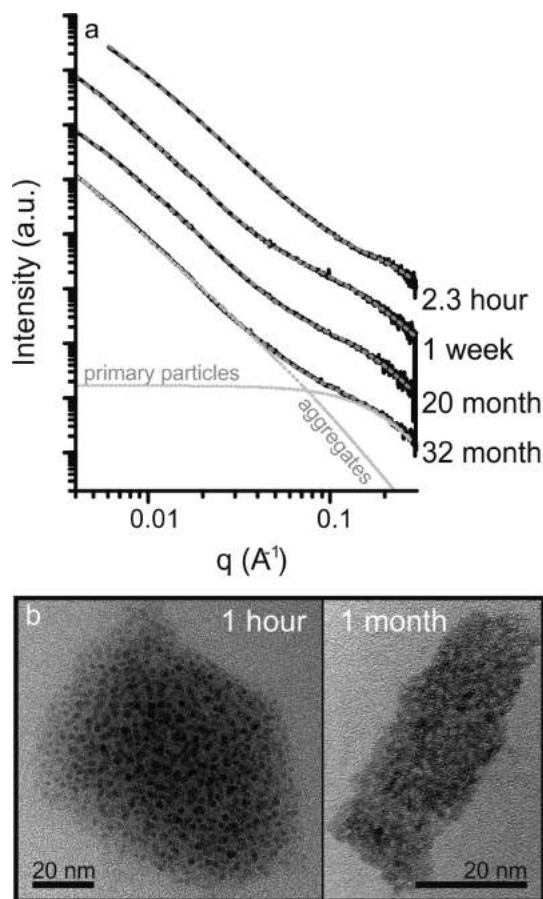 a
Intensity (a.u.)
2.3 hour
1 week
20 month
32 month
primary particles
aggregates
0.01
0.1
q (A⁻¹)
b
1 hour
1 month
20 nm
20 nm